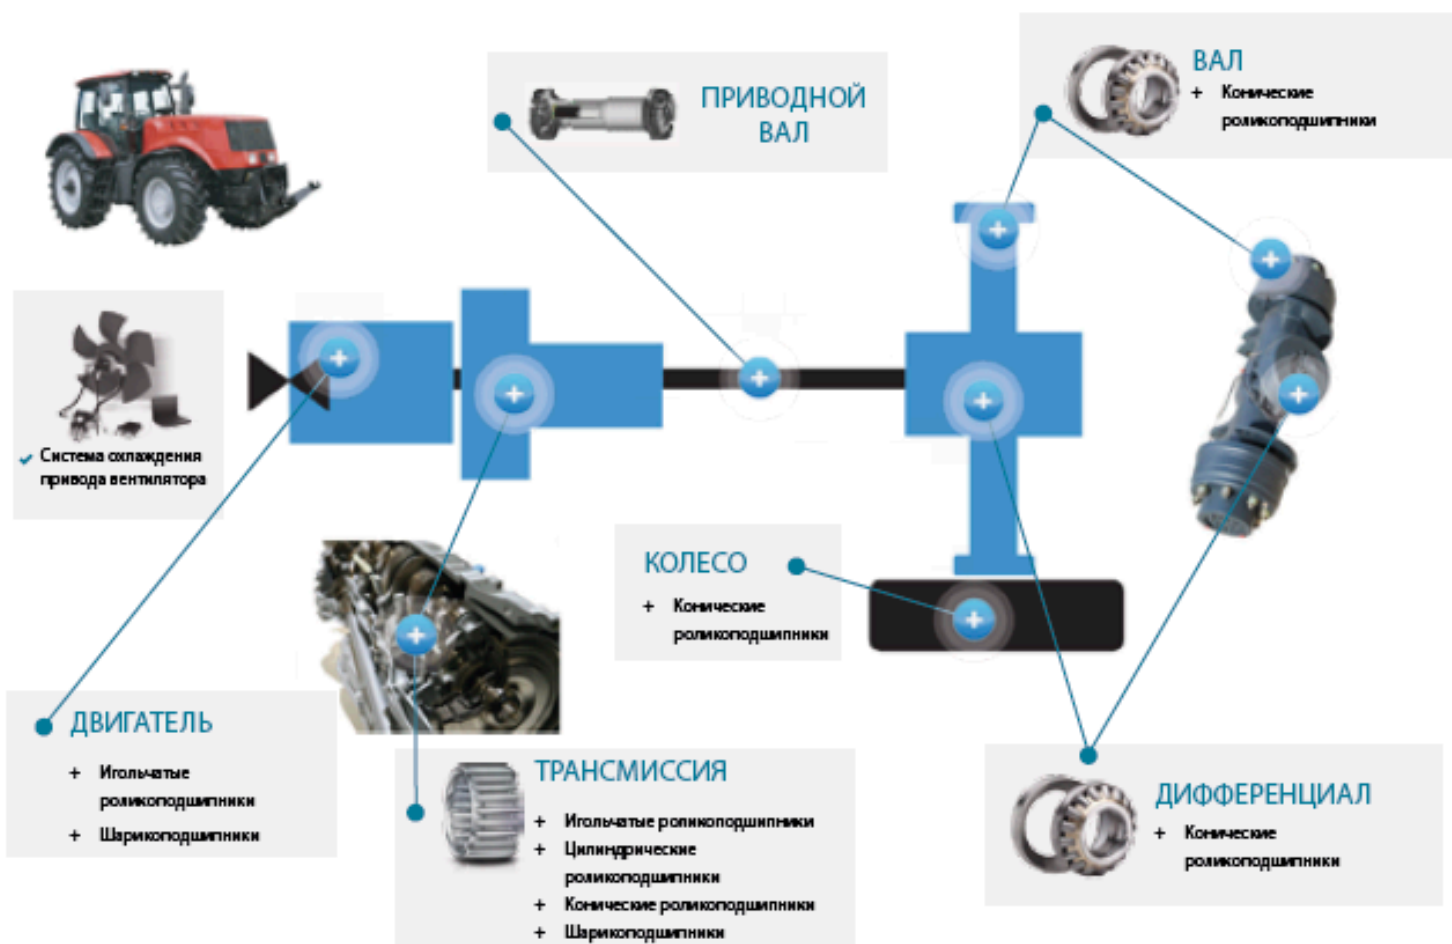 ПРИВОДНОЙ
ВАЛ
ВАЛ
+ Конические
роликоподшипники
Система охлаждения
привода вентилятора
КОЛЕСО
+ Конические
роликоподшипники
ДВИГАТЕЛЬ
+ Игольчатые
роликоподшипники
+ Шарикоподшипники
ТРАНСМИССИЯ
+ Игольчатые роликоподшипники
+ Цилиндрические
роликоподшипники
+ Конические роликоподшипники
+ Шарикоподшипники
ДИФФЕРЕНЦИАЛ
+ Конические
роликоподшипники